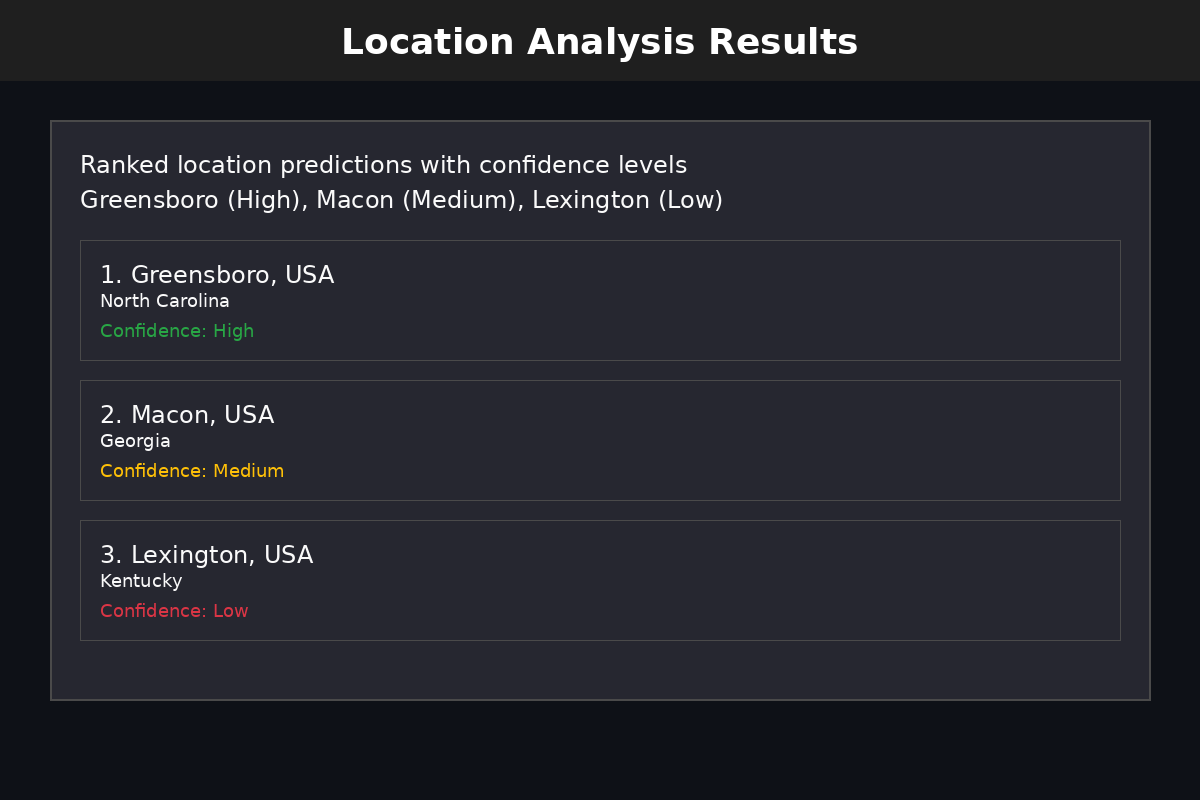 Location Analysis Results
Ranked location predictions with confidence levels
Greensboro (High), Macon (Medium), Lexington (Low)
1. Greensboro, USA
North Carolina
Confidence: High
2. Macon, USA
Georgia
Confidence: Medium
3. Lexington, USA
Kentucky
Confidence: Low